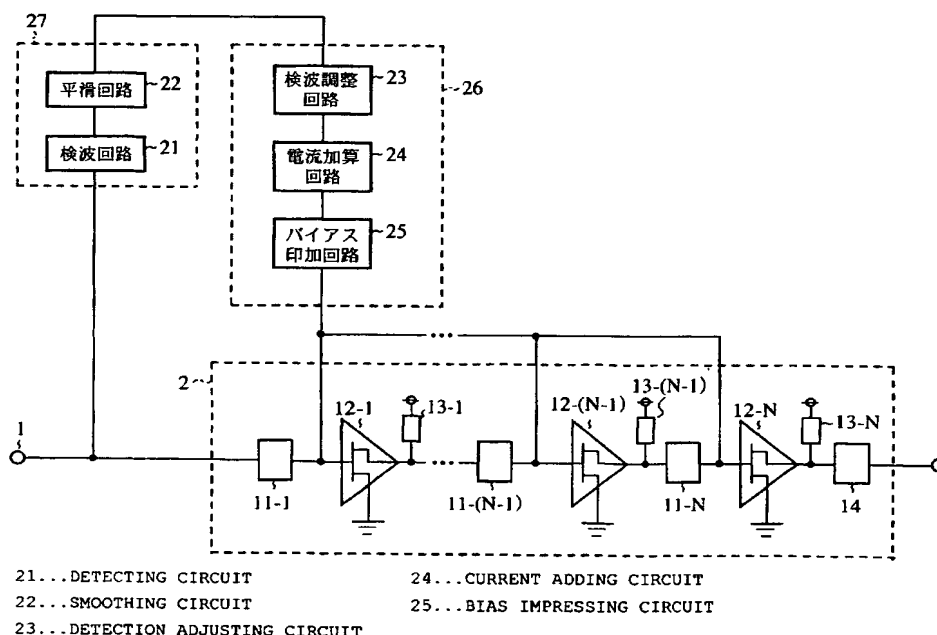 27
平滑回路
22
検波回路
21
検波調整
回路
23
26
電流加算
回路
24
バイアス
印加回路
25
2
1
11-1
12-1
13-1
11-(N-1)
12-(N-1)
13-(N-1)
11-N
12-N
13-N
14
21...DETECTING CIRCUIT
22...SMOOTHING CIRCUIT
23...DETECTION ADJUSTING CIRCUIT
24...CURRENT ADDING CIRCUIT
25...BIAS IMPRESSING CIRCUIT